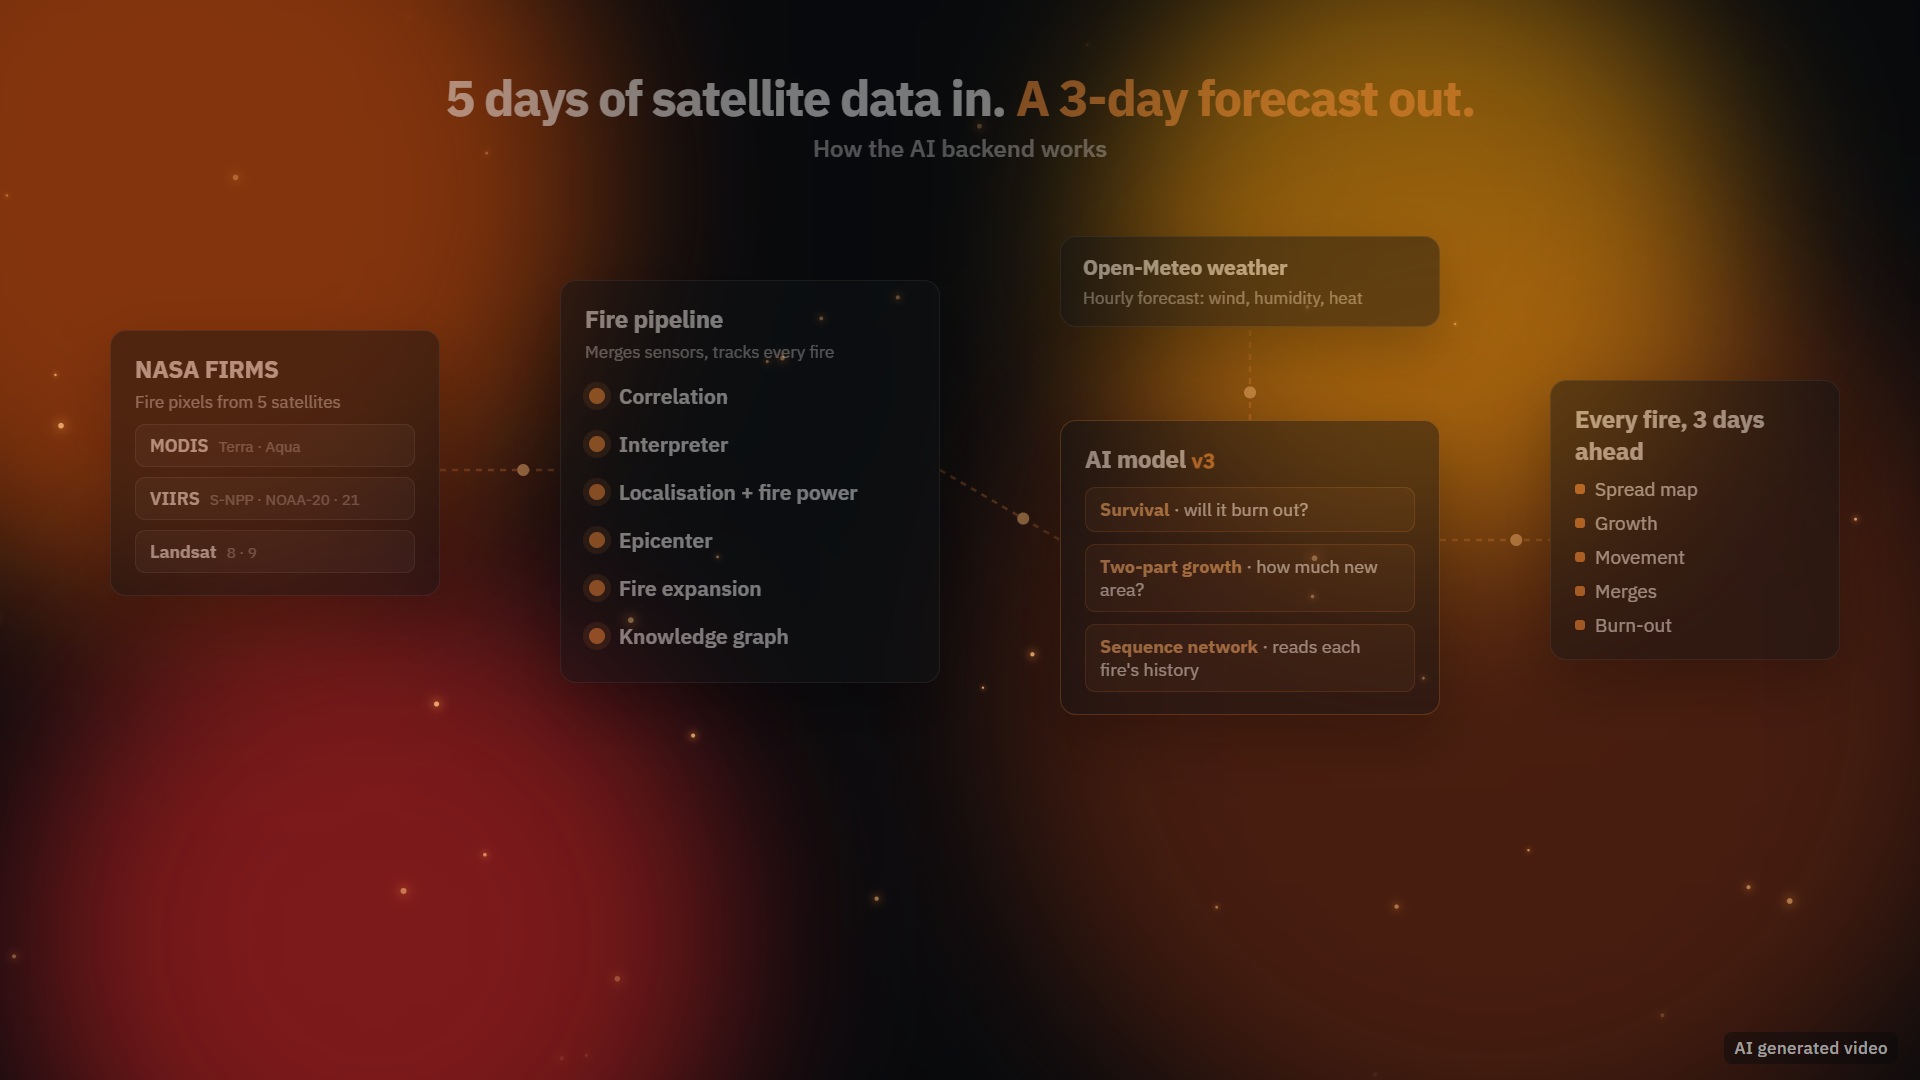 5 days of satellite data in. A 3-day forecast out.
How the AI backend works
NASA FIRMS
Fire pixels from 5 satellites
MODIS Terra · Aqua
VIIRS S-NPP · NOAA-20 · 21
Landsat 8 · 9
Fire pipeline
Merges sensors, tracks every fire
Correlation
Interpreter
Localisation + fire power
Epicenter
Fire expansion
Knowledge graph
Open-Meteo weather
Hourly forecast: wind, humidity, heat
AI model v3
Survival · will it burn out?
Two-part growth · how much new
area?
Sequence network · reads each
fire's history
Every fire, 3 days
ahead
Spread map
Growth
Movement
Merges
Burn-out
AI generated video